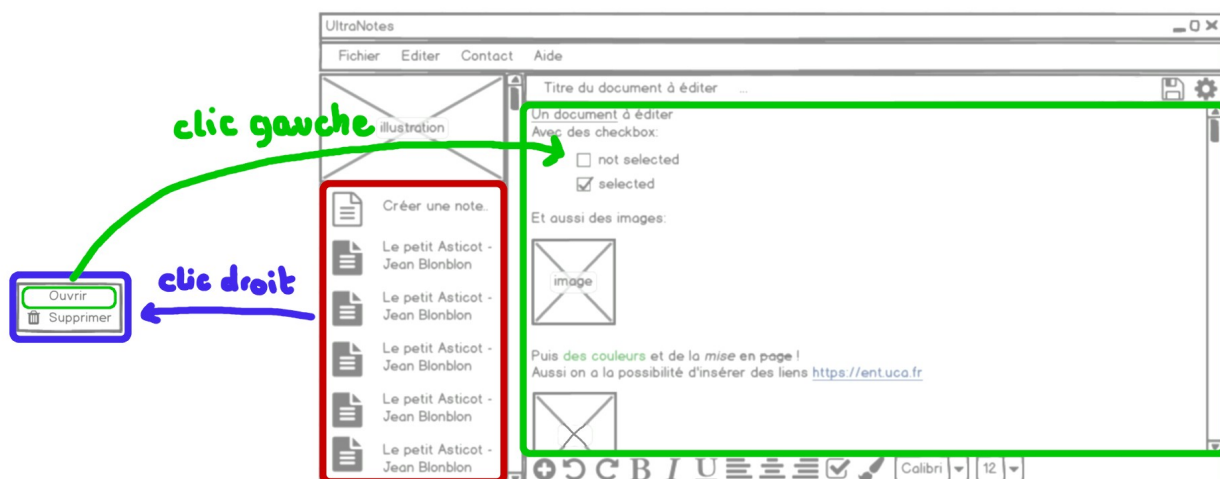 UltraNotes
Fichier Editer Contact Aide
illustration
Titre du document à éditer ...
Un document à éditer
Avec des checkbox:
not selected
selected
Et aussi des images:
image
Puis des couleurs et de la mise en page !
Aussi on a la possibilité d'insérer des liens https://ent.uca.fr
Créer une note..
Le petit Asticot -
Jean Blonblon
Le petit Asticot -
Jean Blonblon
Le petit Asticot -
Jean Blonblon
Le petit Asticot -
Jean Blonblon
Le petit Asticot -
Jean Blonblon
clic gauche
clic droit
Ouvrir
Supprimer
B I U Calibri 12